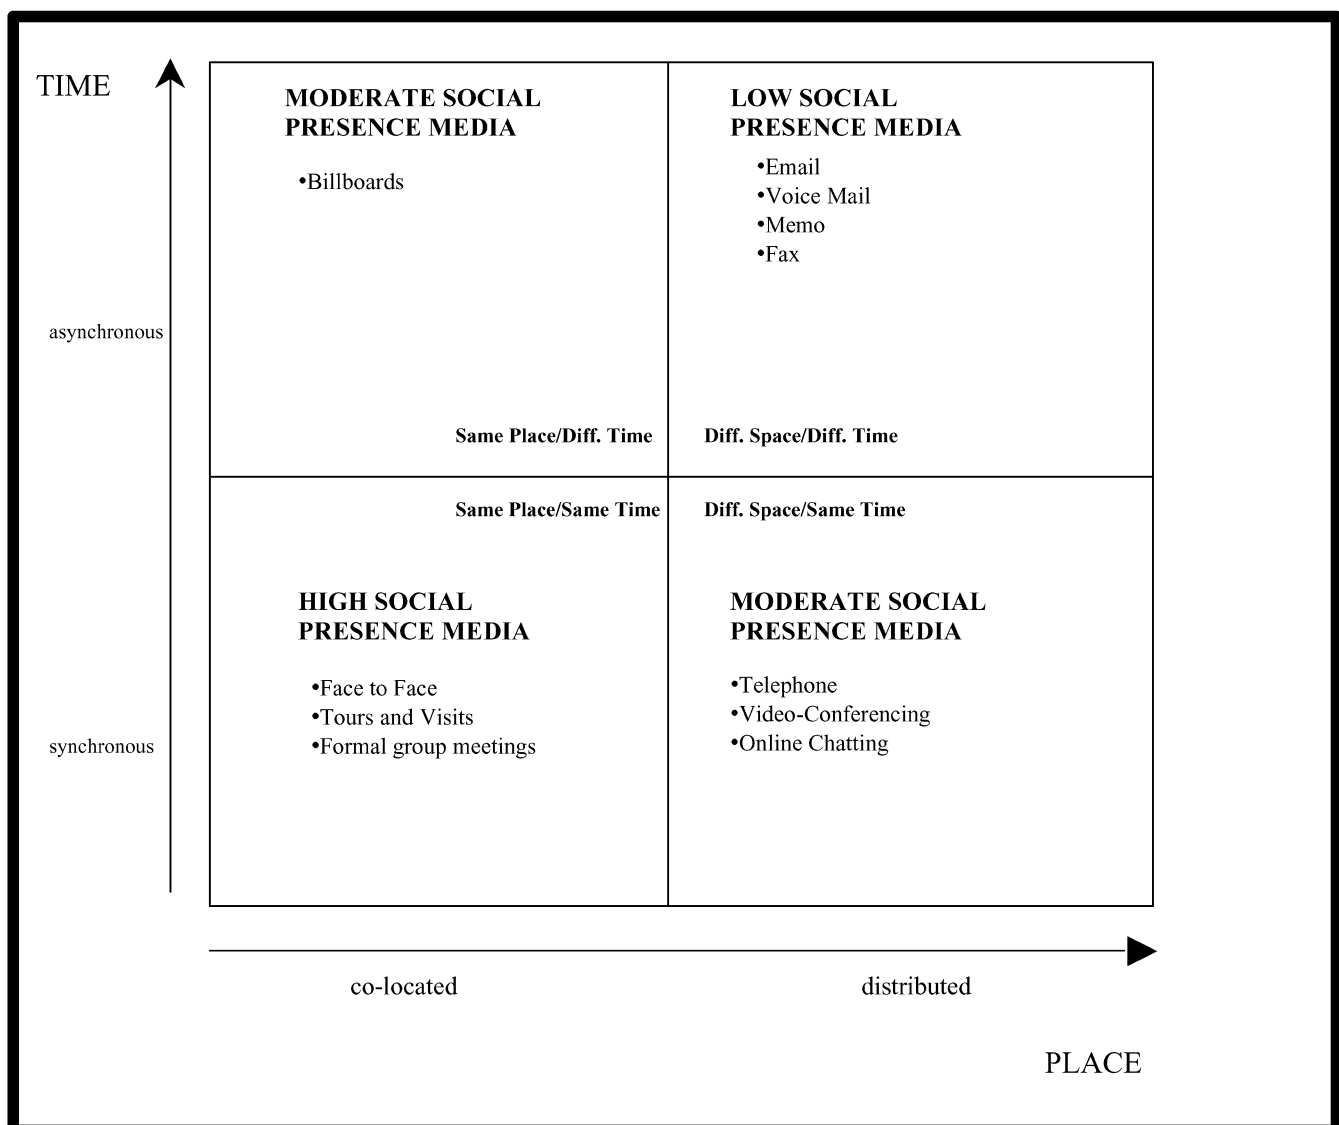 TIME
MODERATE SOCIAL
PRESENCE MEDIA
•Billboards
LOW SOCIAL
PRESENCE MEDIA
•Email
•Voice Mail
•Memo
•Fax
asynchronous
Same Place/Diff. Time
Diff. Space/Diff. Time
Same Place/Same Time
Diff. Space/Same Time
HIGH SOCIAL
PRESENCE MEDIA
•Face to Face
•Tours and Visits
•Formal group meetings
MODERATE SOCIAL
PRESENCE MEDIA
•Telephone
•Video-Conferencing
•Online Chatting
synchronous
co-located
distributed
PLACE